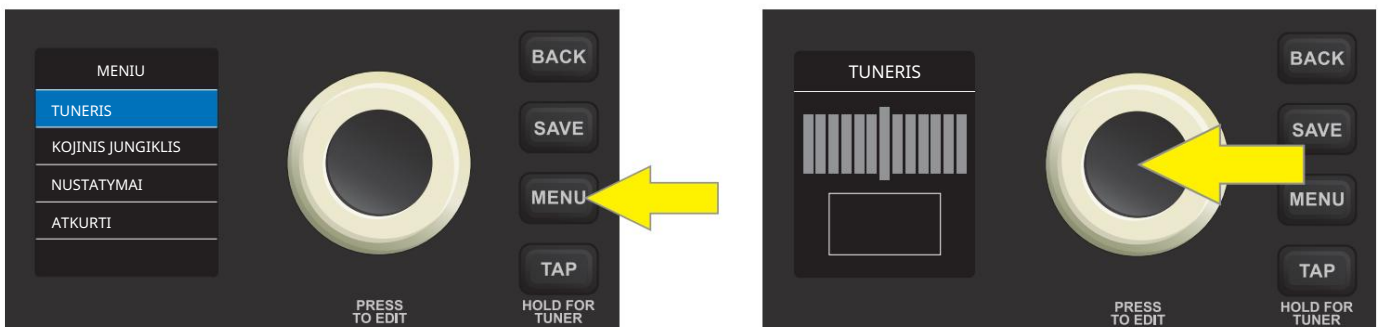 MENIU
TUNERIS
KOJINIS JUNGIKLIS
NUSTATYMAI
ATKURTI
BACK
SAVE
MENU
TAP
PRESS
TO EDIT
HOLD FOR
TUNER
TUNERIS
BACK
SAVE
MENU
TAP
PRESS
TO EDIT
HOLD FOR
TUNER